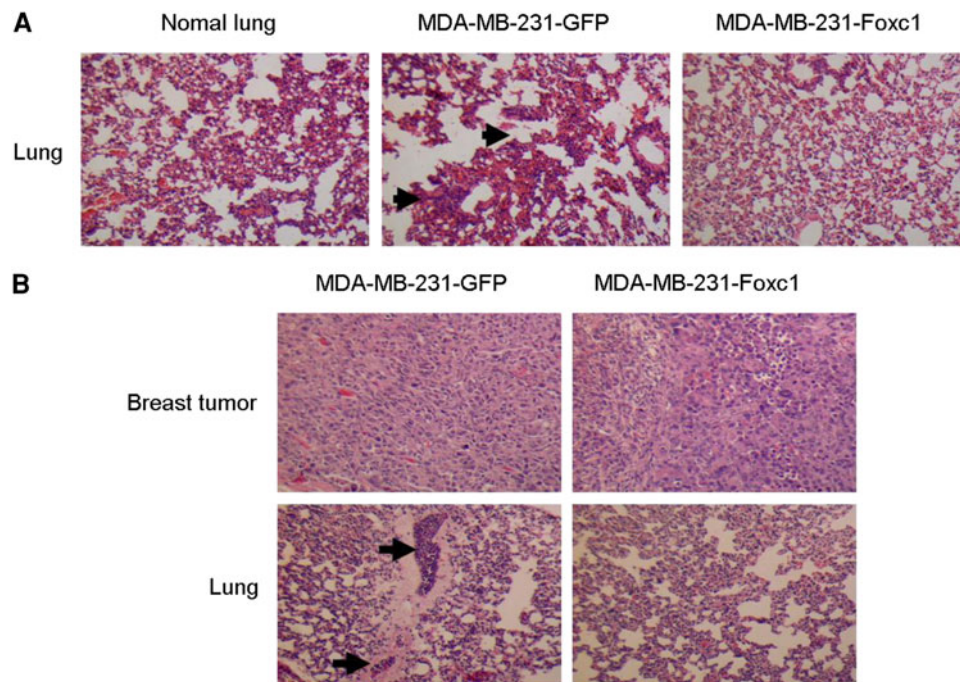 A
Nomal lung
MDA-MB-231-GFP
MDA-MB-231-Foxc1
Lung
B
MDA-MB-231-GFP
MDA-MB-231-Foxc1
Breast tumor
Lung